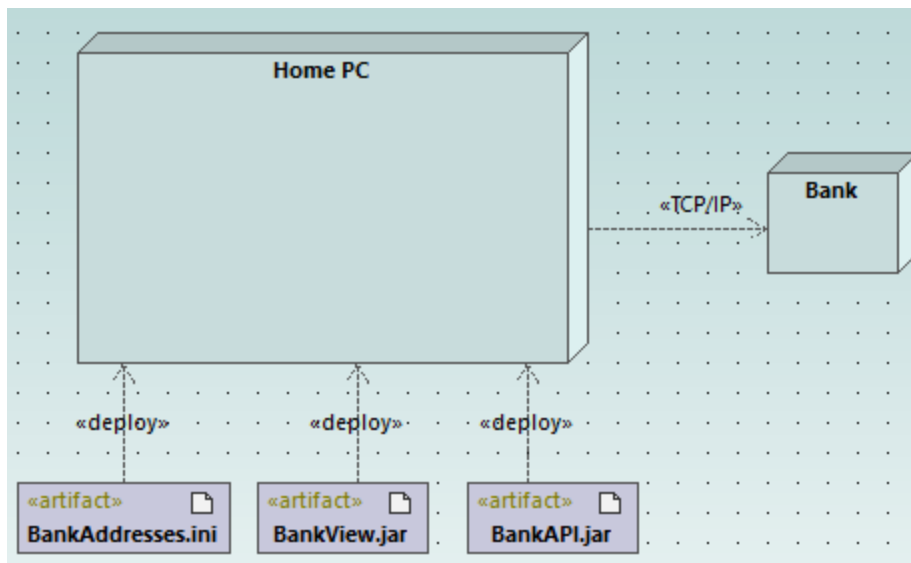 Home PC
Bank
«TCP/IP»
«deploy»
«deploy»
«deploy»
«artifact»
BankAddresses.ini
«artifact»
BankView.jar
«artifact»
BankAPI.jar